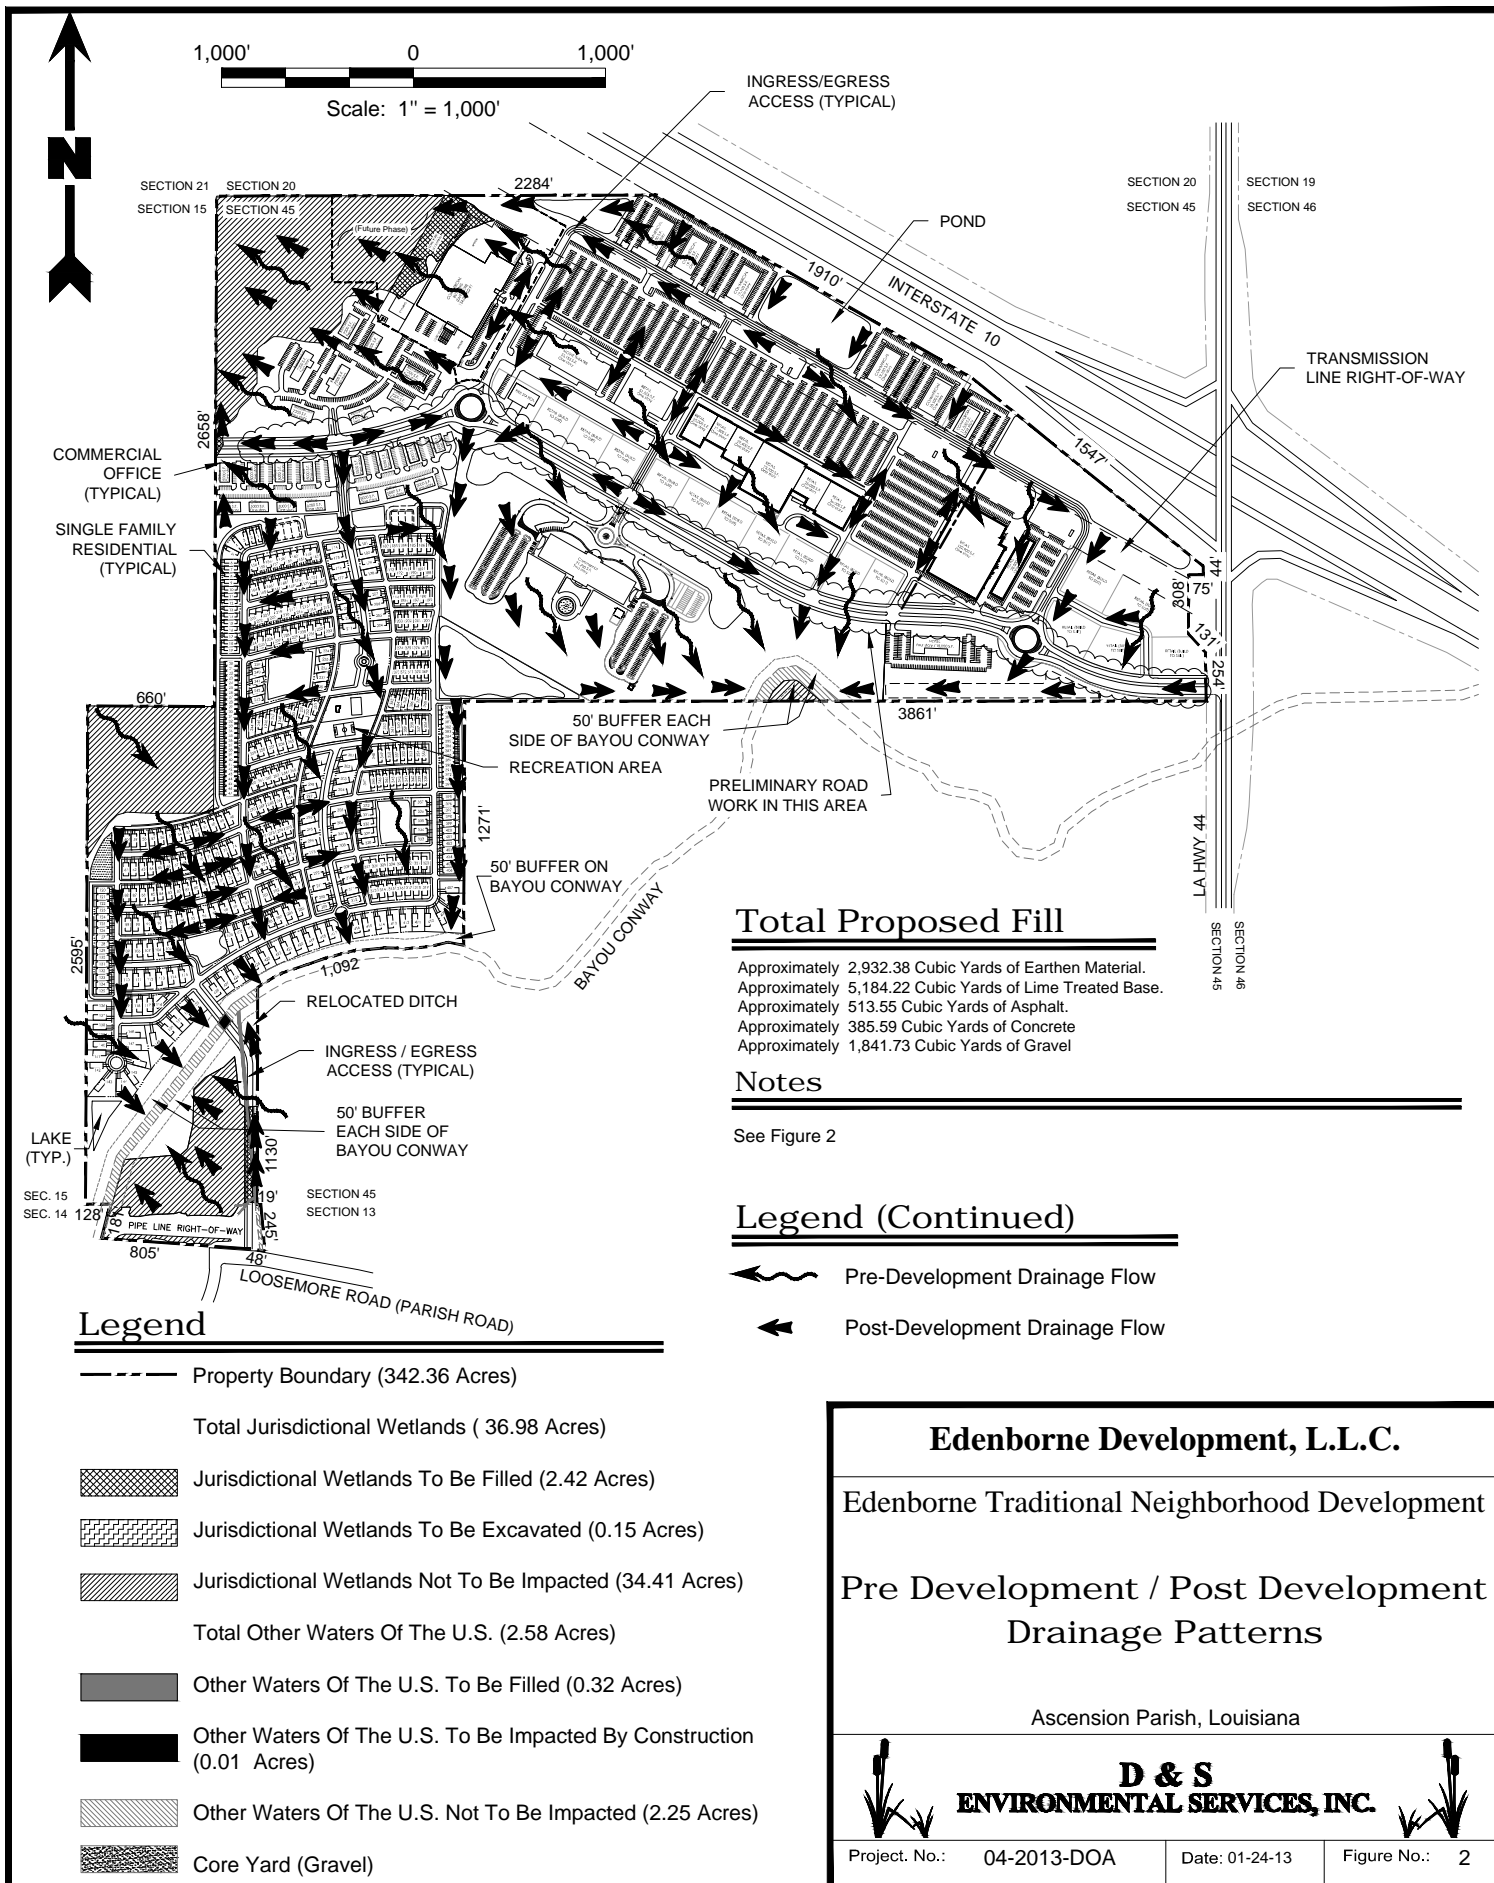 1,000' 0 1,000'
Scale: 1" = 1,000'
N
INGRESS/EGRESS
ACCESS (TYPICAL)
SECTION 21 SECTION 20
SECTION 15 SECTION 45
2284'
(Future Phase)
POND
SECTION 20 SECTION 19
SECTION 45 SECTION 46
1910'
INTERSTATE 10
TRANSMISSION
LINE RIGHT-OF-WAY
1547'
2658'
COMMERCIAL
OFFICE
(TYPICAL)
SINGLE FAMILY
RESIDENTIAL
(TYPICAL)
44'
75'
308'
131'
254'
660'
50' BUFFER EACH
SIDE OF BAYOU CONWAY
3861'
RECREATION AREA
PRELIMINARY ROAD
WORK IN THIS AREA
1271'
LA HWY 44
50' BUFFER ON
BAYOU CONWAY
BAYOU CONWAY
SECTION 45
SECTION 46
2595'
1,092
RELOCATED DITCH
INGRESS / EGRESS
ACCESS (TYPICAL)
50' BUFFER
EACH SIDE OF
BAYOU CONWAY
LAKE
(TYP.)
1130'
SEC. 15
SEC. 14
128'
187'
19'
SECTION 45
SECTION 13
245'
PIPE LINE RIGHT-OF-WAY
805'
48'
LOOSEMORE ROAD (PARISH ROAD)
Total Proposed Fill
Approximately 2,932.38 Cubic Yards of Earthen Material.
Approximately 5,184.22 Cubic Yards of Lime Treated Base.
Approximately 513.55 Cubic Yards of Asphalt.
Approximately 385.59 Cubic Yards of Concrete
Approximately 1,841.73 Cubic Yards of Gravel
Notes
See Figure 2
Legend (Continued)
Pre-Development Drainage Flow
Post-Development Drainage Flow
Legend
Property Boundary (342.36 Acres)
Total Jurisdictional Wetlands ( 36.98 Acres)
Jurisdictional Wetlands To Be Filled (2.42 Acres)
Jurisdictional Wetlands To Be Excavated (0.15 Acres)
Jurisdictional Wetlands Not To Be Impacted (34.41 Acres)
Total Other Waters Of The U.S. (2.58 Acres)
Other Waters Of The U.S. To Be Filled (0.32 Acres)
Other Waters Of The U.S. To Be Impacted By Construction
(0.01 Acres)
Other Waters Of The U.S. Not To Be Impacted (2.25 Acres)
Core Yard (Gravel)
Edenborne Development, L.L.C.
Edenborne Traditional Neighborhood Development
Pre Development / Post Development
Drainage Patterns
Ascension Parish, Louisiana
D & S
ENVIRONMENTAL SERVICES, INC.
Project. No.: 04-2013-DOA Date: 01-24-13 Figure No.: 2